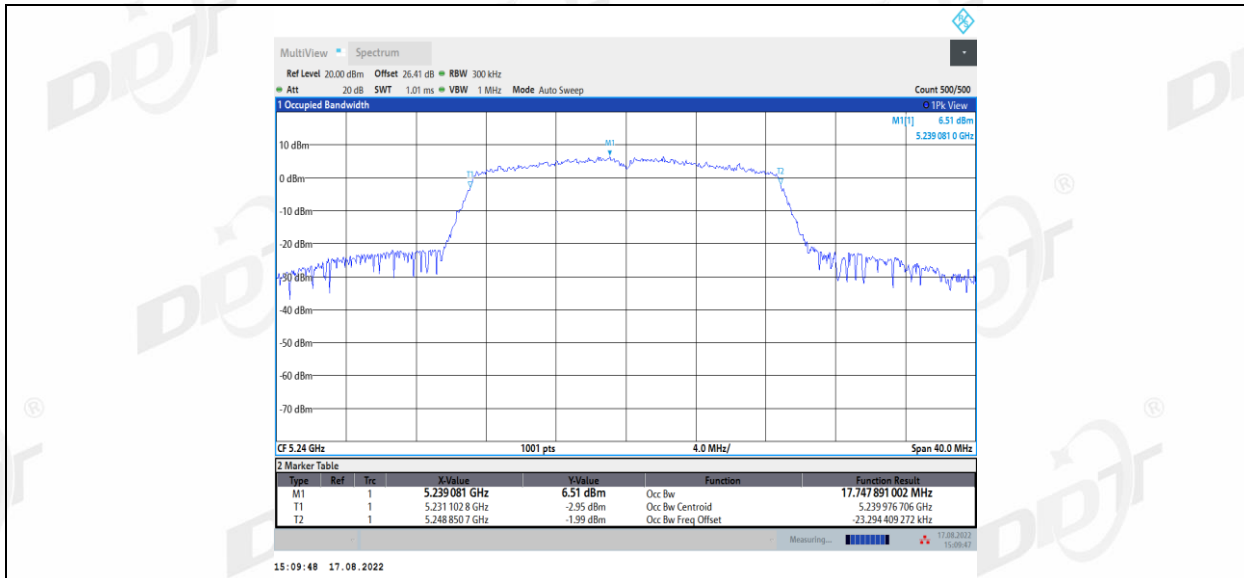 MultiView Spectrum
Ref Level 20.00 dBm Offset 26.41 dB RBW 300 kHz
Att 20 dB SWT 1.01 ms VBW 1 MHz Mode Auto Sweep Count 500/500
1 Occupied Bandwidth 1Pk View
M1[1] 6.51 dBm
5.239 081 0 GHz
M1
10 dBm
T1 T2
0 dBm
-10 dBm
-20 dBm
-30 dBm
-40 dBm
-50 dBm
-60 dBm
-70 dBm
CF 5.24 GHz 1001 pts 4.0 MHz/ Span 40.0 MHz
2 Marker Table
Type Ref Trc X-Value Y-Value Function Function Result
M1 1 5.239 081 GHz 6.51 dBm Occ Bw 17.747 891 002 MHz
T1 1 5.231 102 8 GHz -2.95 dBm Occ Bw Centroid 5.239 976 706 GHz
T2 1 5.248 850 7 GHz -1.99 dBm Occ Bw Freq Offset -23.294 409 272 kHz
Measuring... 17.08.2022
15:09:47
15:09:48 17.08.2022